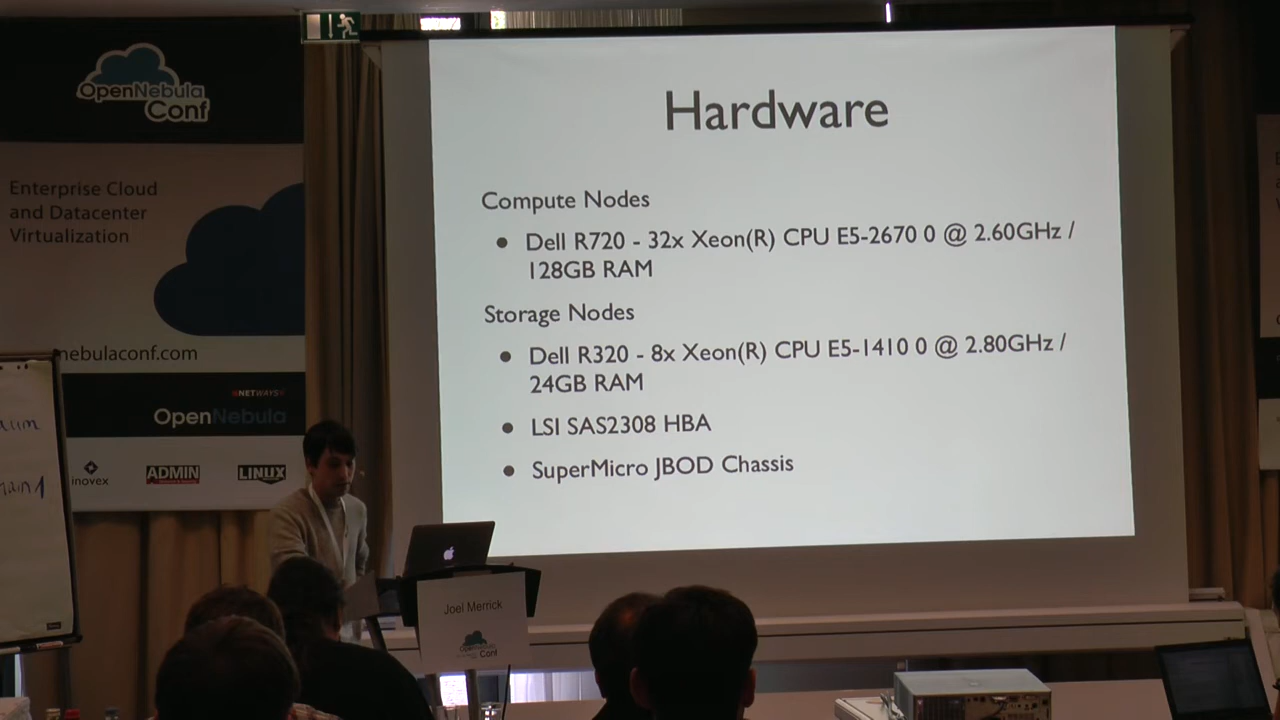 OpenNebula
Conf
Enterprise Cloud
and Datacenter
Virtualization
nebulaconf.com
NETWAYS
OpenNebula
inovex
ADMIN
LINUX
Hardware
Compute Nodes
• Dell R720 - 32x Xeon(R) CPU E5-2670 0 @ 2.60GHz /
128GB RAM
Storage Nodes
• Dell R320 - 8x Xeon(R) CPU E5-1410 0 @ 2.80GHz /
24GB RAM
• LSI SAS2308 HBA
• SuperMicro JBOD Chassis
Joel Merrick
OpenNebula
Conf